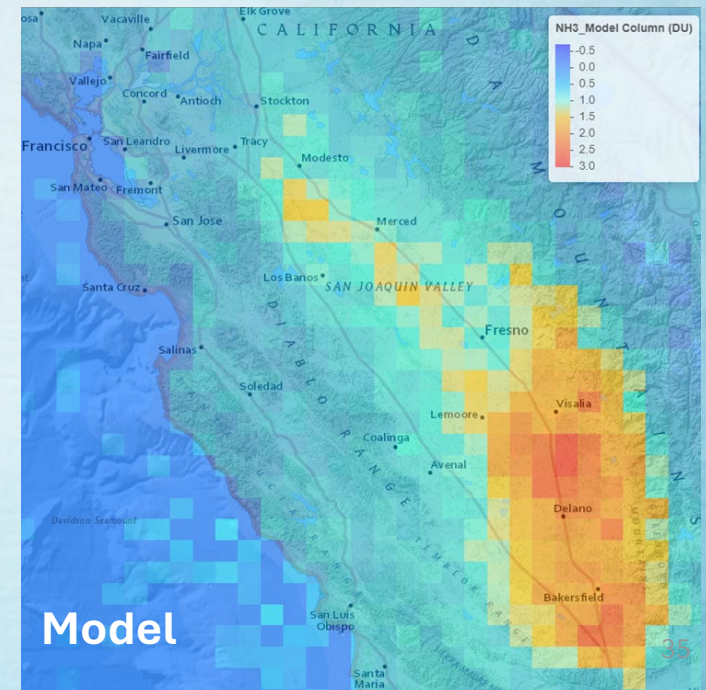 Elk Grove
Vacaville
CALIFORNIA
osa
Napa
Fairfield
Vallejo
Concord
Antioch
Stockton
Francisco
San Leandro
Tracy
Livermore
Modesto
San Mateo
Fremont
San Jose
Merced
Los Banos
SAN JOAQUIN VALLEY
Santa Cruz
Fresno
Salinas
Soledad
Visalia
Lemoore
Coalinga
Avenal
DIABLO RANGE
Delano
Davidson Seamount
TEMBLOR RANGE
Bakersfield
San Luis
Obispo
Santa
Maria
NH3_Model Column (DU)
-0.5
0.0
0.5
1.0
1.5
2.0
2.5
3.0
Model
35